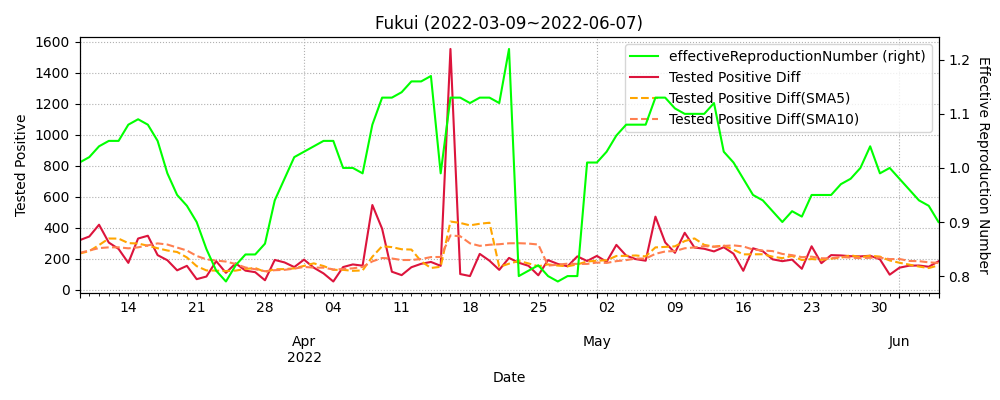 Fukui (2022-03-09~2022-06-07)
effectiveReproductionNumber (right)
Tested Positive Diff
Tested Positive Diff(SMA5)
Tested Positive Diff(SMA10)
Tested Positive
1600
1400
1200
1000
800
600
400
200
0
Effective Reproduction Number
1.2
1.1
1.0
0.9
0.8
14 21 28 04 11 18 25 02 09 16 23 30
Apr May Jun
2022
Date